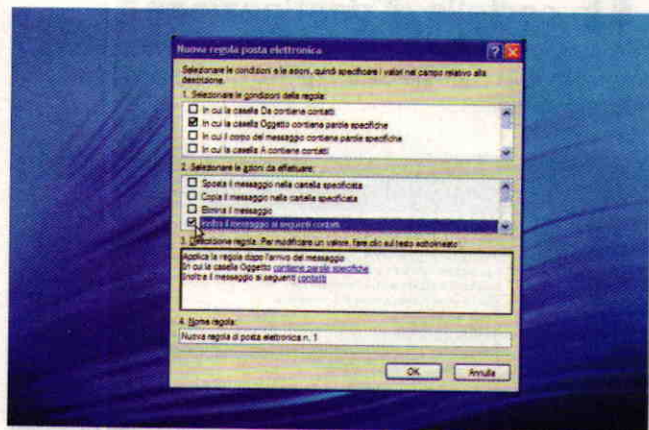 Nuova regola posta elettronica
Selezionare le condizioni e le azioni, quindi specificare i valori nel campo relativo alla
descrizione.
1. Selezionare le condizioni della regola:
In cui la casella Da contiene contatti
In cui la casella Oggetto contiene parole specifiche
In cui il corpo del messaggio contiene parole specifiche
In cui la casella A contiene contatti
2. Selezionare le azioni da effettuare:
Sposta il messaggio nella cartella specificata
Copia il messaggio nella cartella specificata
Elimina il messaggio
Inoltra il messaggio ai seguenti contatti
3. Descrizione regola. Per modificare un valore, fare clic sul testo sottolineato:
Applica la regola dopo l'arrivo del messaggio
In cui la casella Oggetto contiene parole specifiche
Inoltra il messaggio ai seguenti contatti
4. Nome regola:
Nuova regola di posta elettronica n. 1
OK Annulla